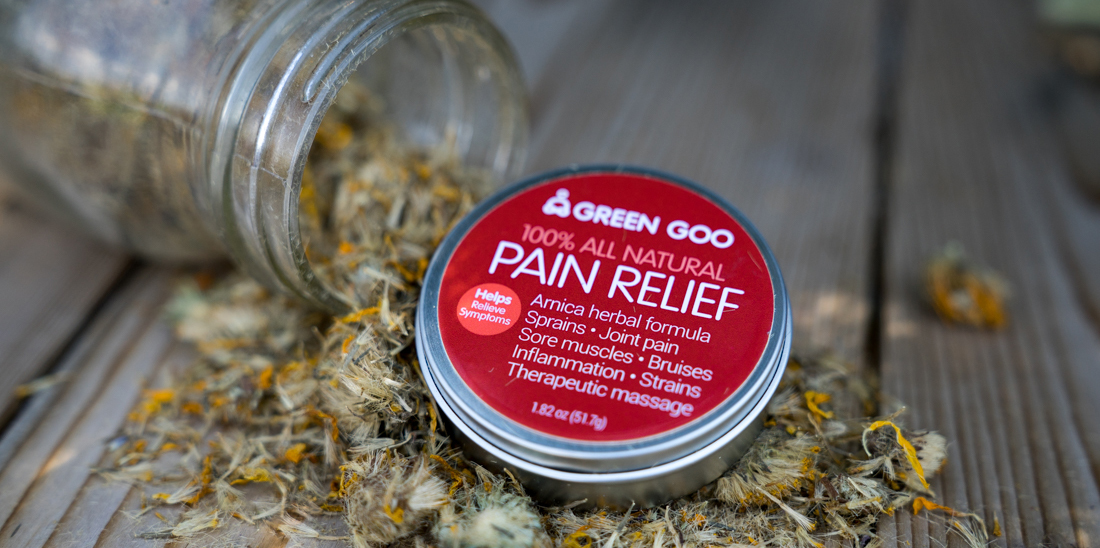 GREEN GOO
100% ALL NATURAL
PAIN RELIEF
Helps
Relieve
Symptoms
Arnica herbal formula
Sprains • Joint pain
Sore muscles • Bruises
Inflammation • Strains
Therapeutic massage
1.82 oz (51.7g)